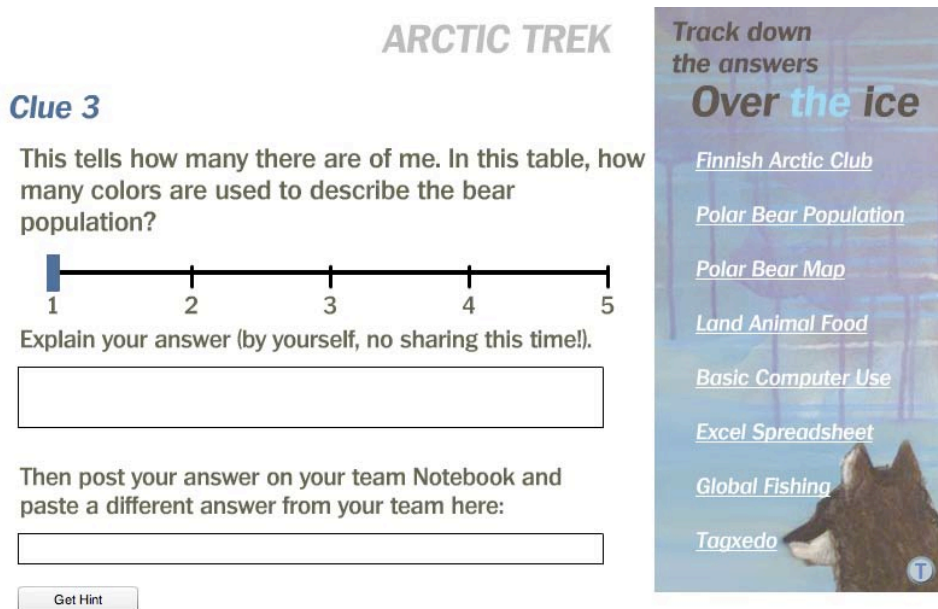 ARCTIC TREK
Clue 3
This tells how many there are of me. In this table, how
many colors are used to describe the bear
population?
1 2 3 4 5
Explain your answer (by yourself, no sharing this time!).
Then post your answer on your team Notebook and
paste a different answer from your team here:
Get Hint
Track down
the answers
Over the ice
Finnish Arctic Club
Polar Bear Population
Polar Bear Map
Land Animal Food
Basic Computer Use
Excel Spreadsheet
Global Fishing
Tagxedo
T